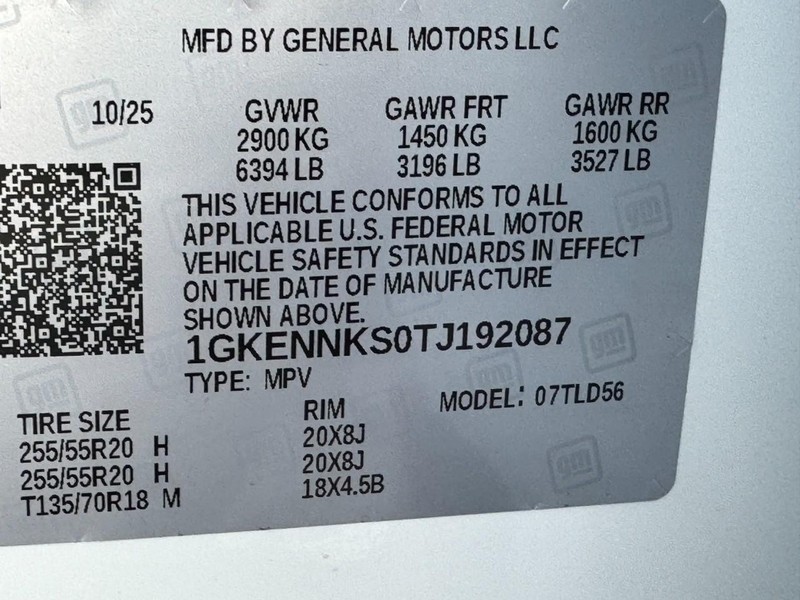 MFD BY GENERAL MOTORS LLC
10/25 GVWR GAWR FRT GAWR RR
2900 KG 1450 KG 1600 KG
6394 LB 3196 LB 3527 LB
THIS VEHICLE CONFORMS TO ALL
APPLICABLE U.S. FEDERAL MOTOR
VEHICLE SAFETY STANDARDS IN EFFECT
ON THE DATE OF MANUFACTURE
SHOWN ABOVE.
1GKENNKS0TJ192087
TYPE: MPV MODEL: 07TLD56
TIRE SIZE RIM
255/55R20 H 20X8J
255/55R20 H 20X8J
T135/70R18 M 18X4.5B